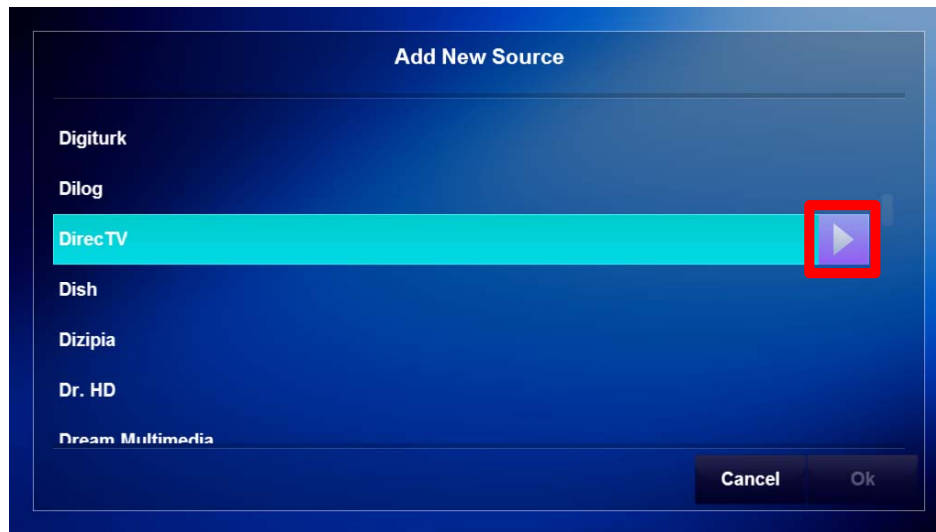 Add New Source
Digiturk
Dilog
DirecTV
Dish
Dizipia
Dr. HD
Dream Multimedia
Cancel
Ok